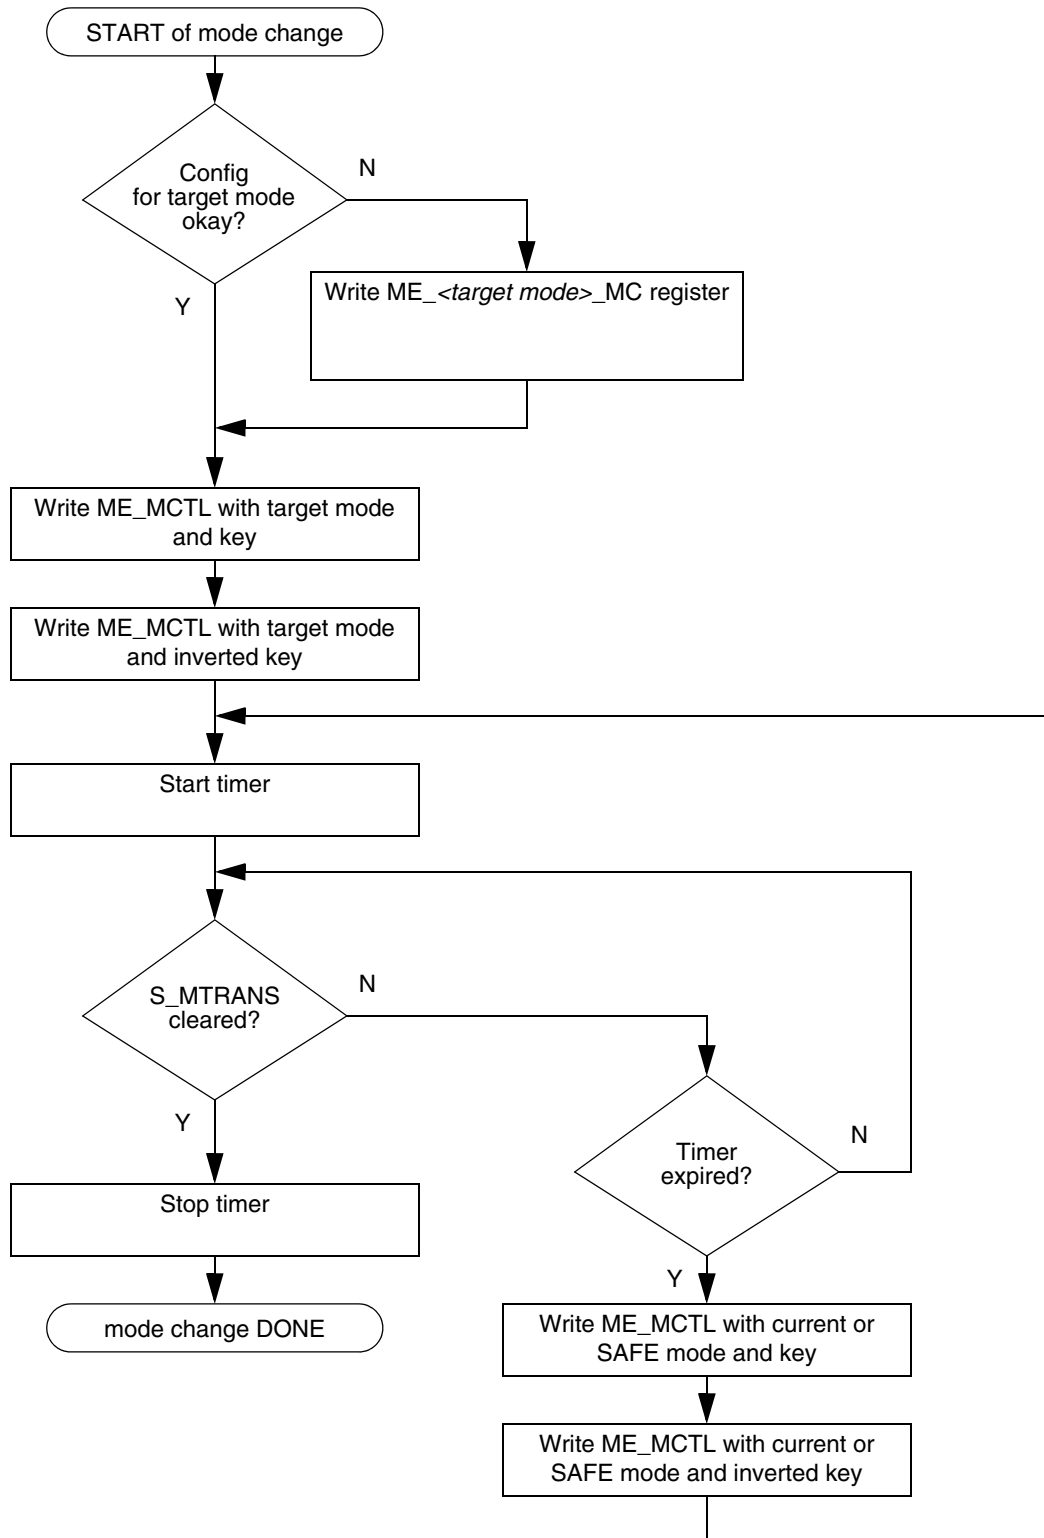 START of mode change
Config
for target mode
okay?
N
Y
Write ME_<target mode>_MC register
Write ME_MCTL with target mode
and key
Write ME_MCTL with target mode
and inverted key
Start timer
S_MTRANS
cleared?
N
Y
Timer
expired?
N
Y
Stop timer
mode change DONE
Write ME_MCTL with current or
SAFE mode and key
Write ME_MCTL with current or
SAFE mode and inverted key